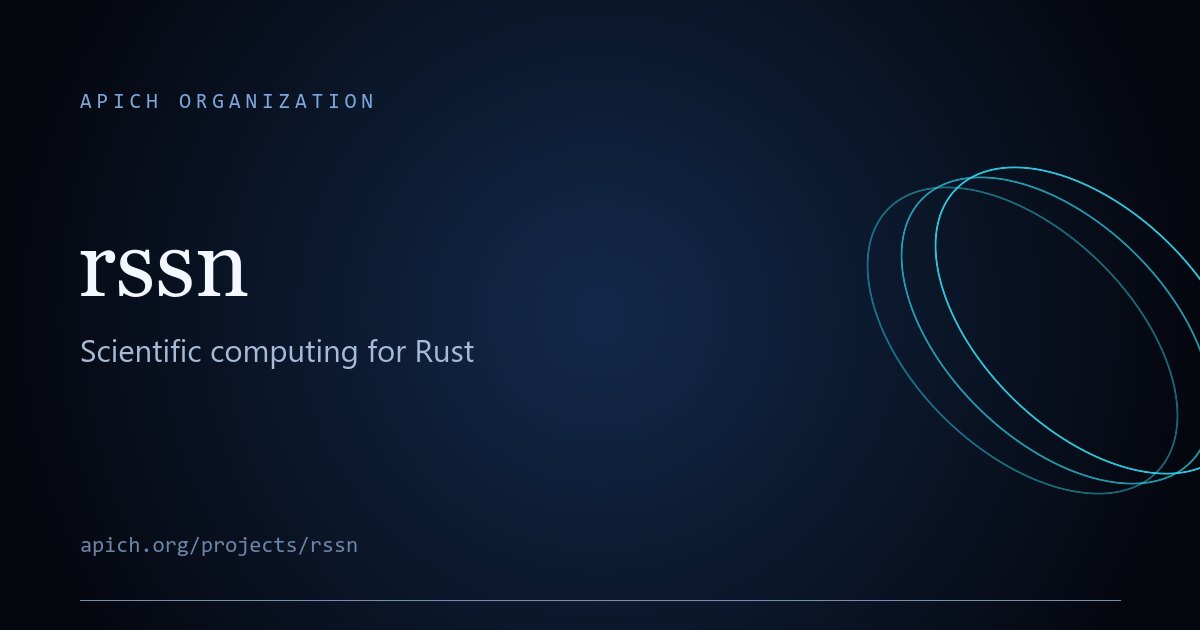 APICH ORGANIZATION
rssn
Scientific computing for Rust
apich.org/projects/rssn